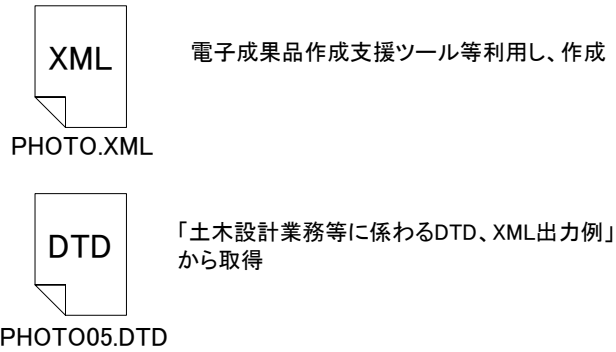 XML
電子成果品作成支援ツール等利用し、作成
PHOTO.XML
DTD
「土木設計業務等に係わるDTD、XML出力例」
から取得
PHOTO05.DTD